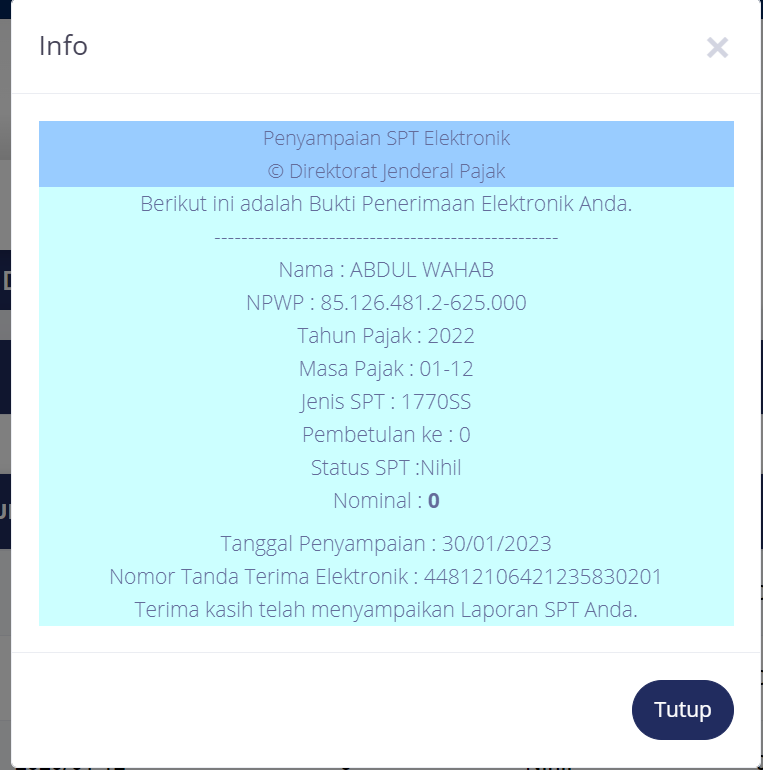 Info
Penyampaian SPT Elektronik
© Direktorat Jenderal Pajak
Berikut ini adalah Bukti Penerimaan Elektronik Anda.
---------------------------------------------------
Nama : ABDUL WAHAB
NPWP : 85.126.481.2-625.000
Tahun Pajak : 2022
Masa Pajak : 01-12
Jenis SPT : 1770SS
Pembetulan ke : 0
Status SPT :Nihil
Nominal : 0
Tanggal Penyampaian : 30/01/2023
Nomor Tanda Terima Elektronik : 44812106421235830201
Terima kasih telah menyampaikan Laporan SPT Anda.
Tutup